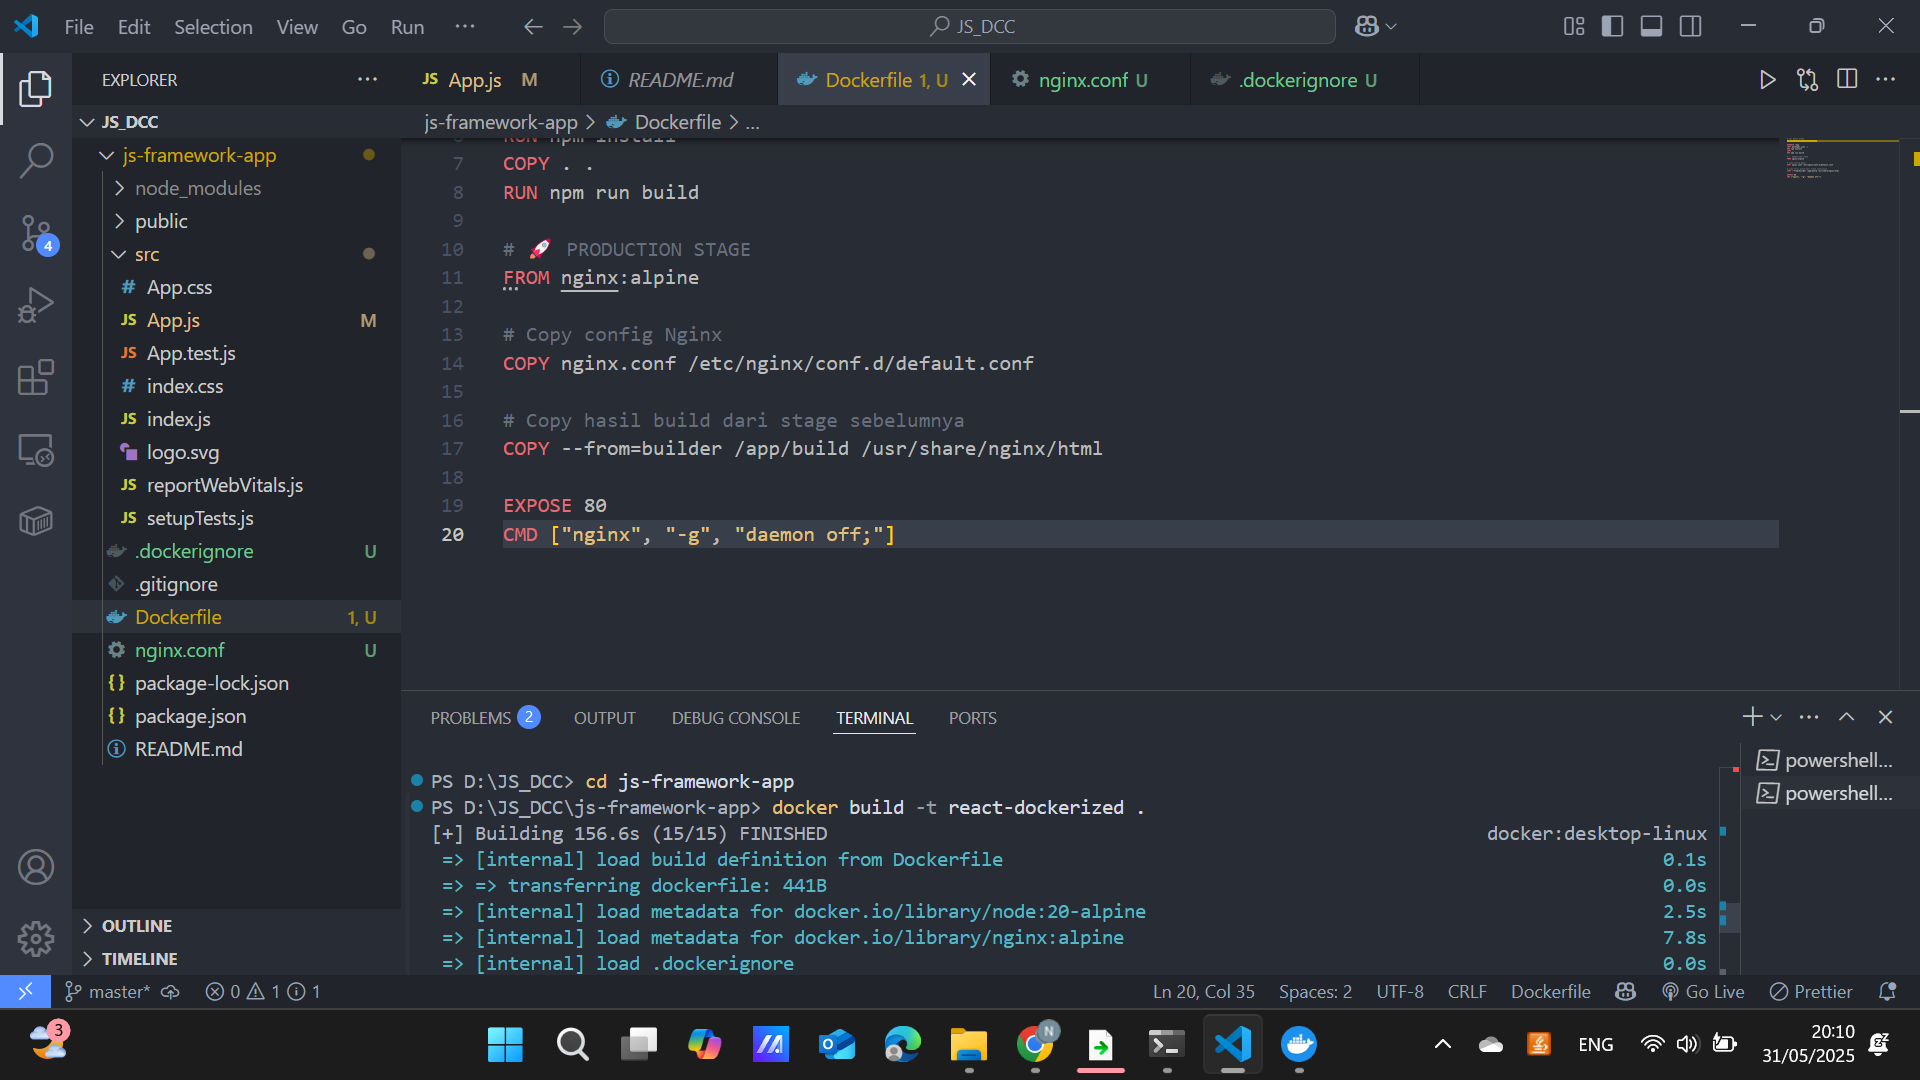 File Edit Selection View Go Run ···
JS_DCC
EXPLORER
JS App.js M
README.md
Dockerfile 1, U
nginx.conf U
.dockerignore U
JS_DCC
js-framework-app > Dockerfile > ...
js-framework-app
node_modules
public
src
# App.css
JS App.js M
JS App.test.js
# index.css
JS index.js
logo.svg
JS reportWebVitals.js
JS setupTests.js
.dockerignore U
.gitignore
Dockerfile 1, U
nginx.conf U
{} package-lock.json
{} package.json
README.md
OUTLINE
TIMELINE
4
RUN npm install
7 COPY . .
8 RUN npm run build
9
10 # 🚀 PRODUCTION STAGE
11 FROM nginx:alpine
12
13 # Copy config Nginx
14 COPY nginx.conf /etc/nginx/conf.d/default.conf
15
16 # Copy hasil build dari stage sebelumnya
17 COPY --from=builder /app/build /usr/share/nginx/html
18
19 EXPOSE 80
20 CMD ["nginx", "-g", "daemon off;"]
PROBLEMS 2 OUTPUT DEBUG CONSOLE TERMINAL PORTS
PS D:\JS_DCC> cd js-framework-app
PS D:\JS_DCC\js-framework-app> docker build -t react-dockerized .
[+] Building 156.6s (15/15) FINISHED docker:desktop-linux
=> [internal] load build definition from Dockerfile 0.1s
=> => transferring dockerfile: 441B 0.0s
=> [internal] load metadata for docker.io/library/node:20-alpine 2.5s
=> [internal] load metadata for docker.io/library/nginx:alpine 7.8s
=> [internal] load .dockerignore 0.0s
powershell...
powershell...
master* 0 1 1 Ln 20, Col 35 Spaces: 2 UTF-8 CRLF Dockerfile Go Live Prettier
3
N
ENG
20:10
31/05/2025